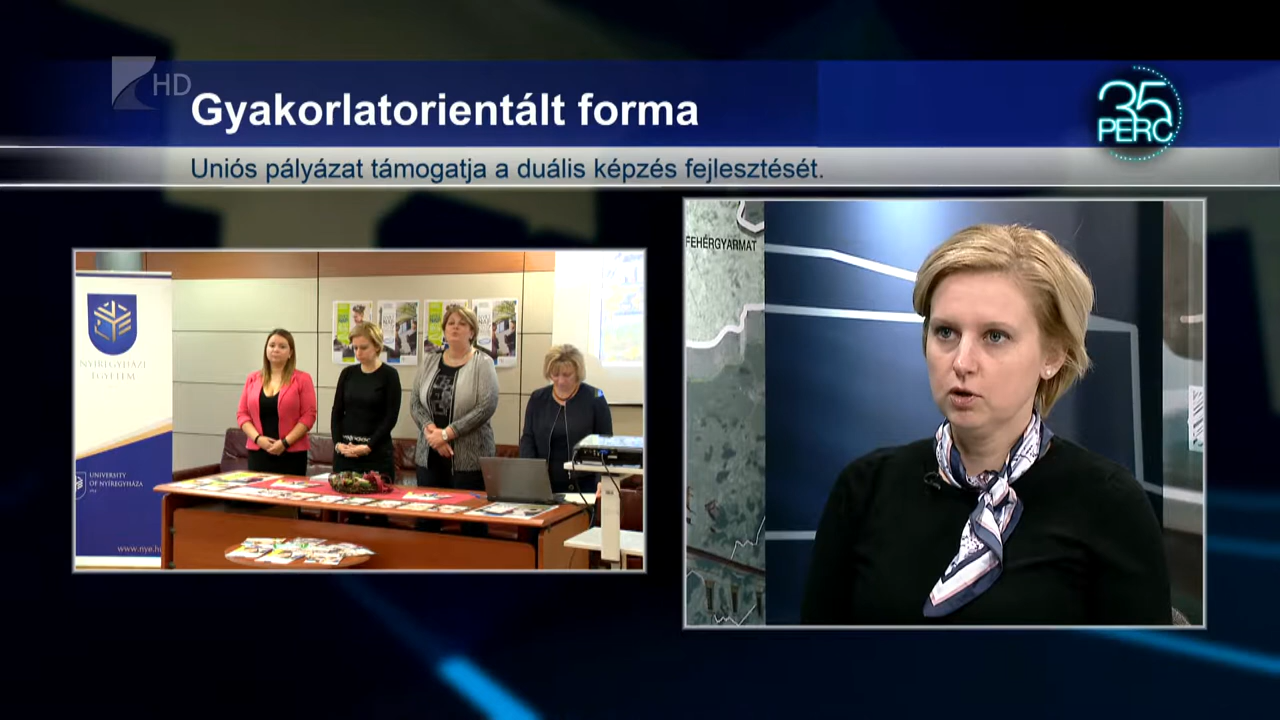 HD
Gyakorlatorientált forma
35
PERC
Uniós pályázat támogatja a duális képzés fejlesztését.
FEHÉRGYARMAT
NYÍREGYHÁZI
EGYETEM
UNIVERSITY
OF NYÍREGYHÁZA
www.nye.hu